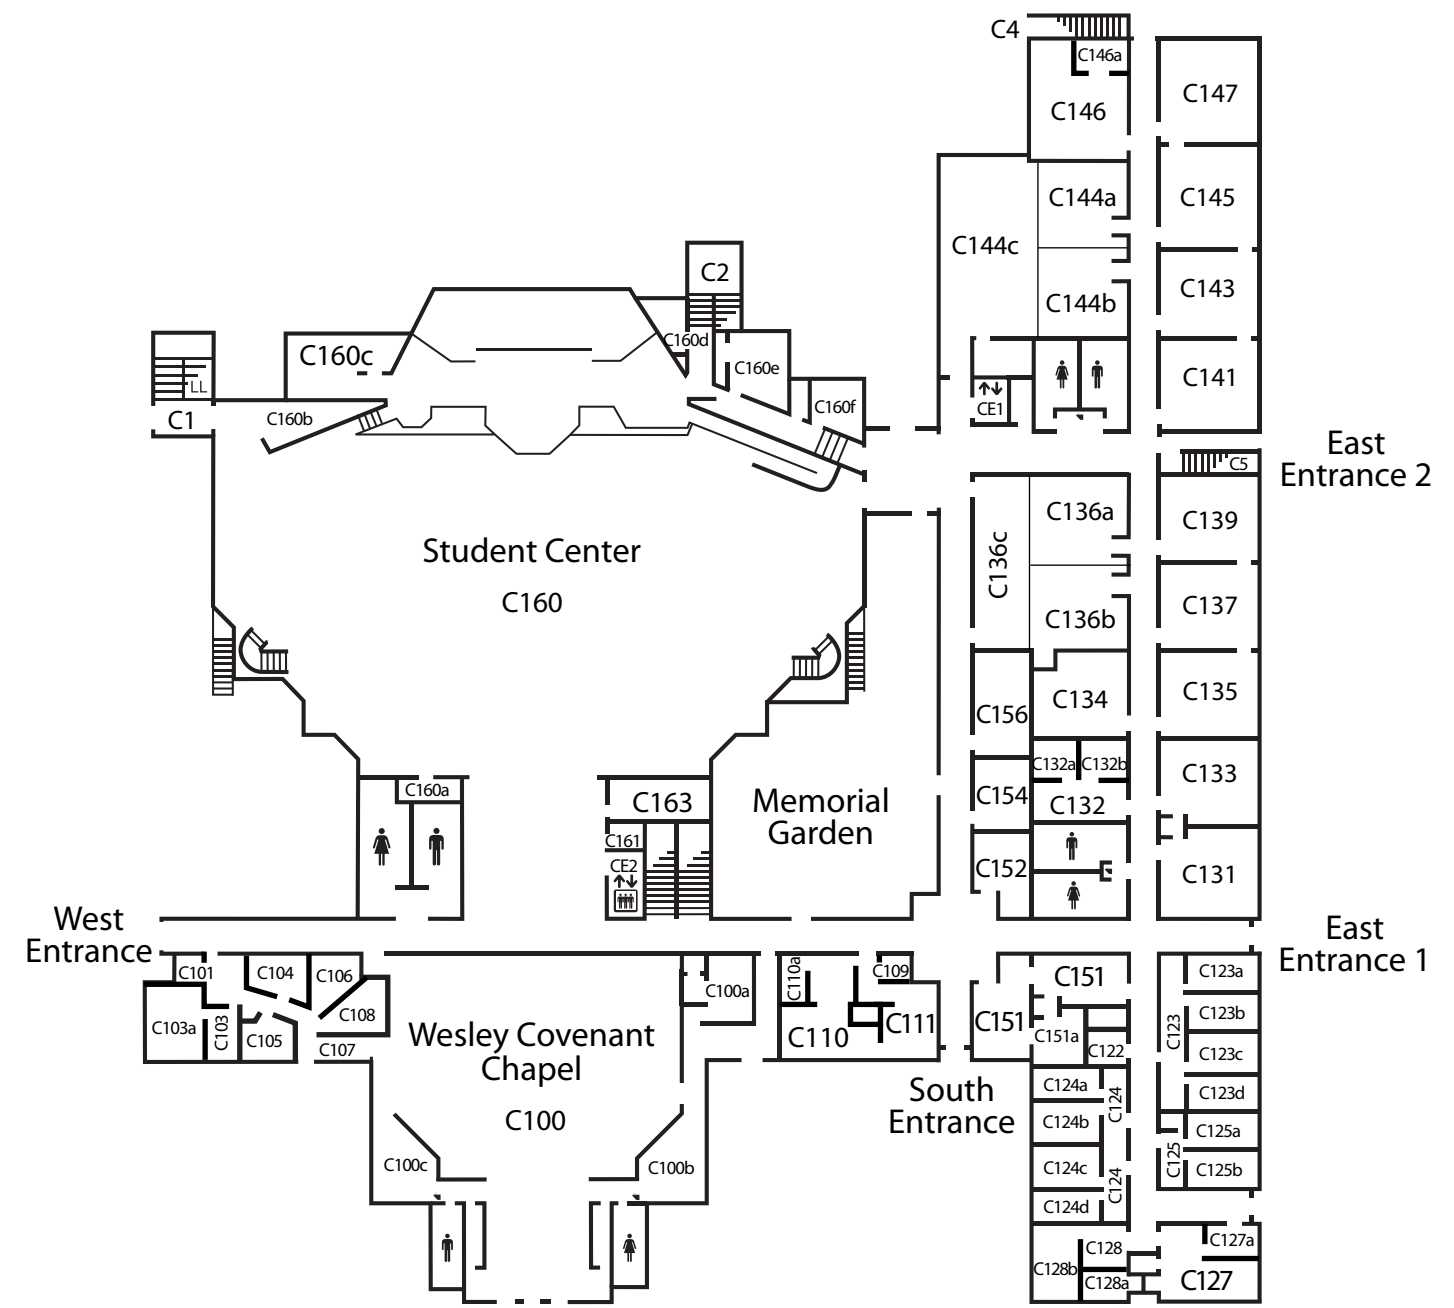 C4
C146a
C147
C146
C144a
C145
C144c
C2
C143
C144b
C160d
C160c
C160e
C141
LL
CE1
C160f
C160b
C1
East
Entrance 2
C5
C136a
C139
Student Center
C136c
C160
C137
C136b
C134
C135
C156
C132a
C132b
C133
C160a
C154
C163
Memorial
Garden
C132
C161
CE2
C152
C131
West
Entrance
East
Entrance 1
C101
C104
C106
C110a
C109
C151
C123a
C100a
C108
C103a
C103
C105
C107
Wesley Covenant
Chapel
C100
C110
C111
C151
C151a
C122
C123
C123b
C123c
South
Entrance
C124a
C124
C123d
C124b
C125a
C100c
C100b
C124c
C124
C125
C125b
C124d
C128
C127a
C128b
C128a
C127